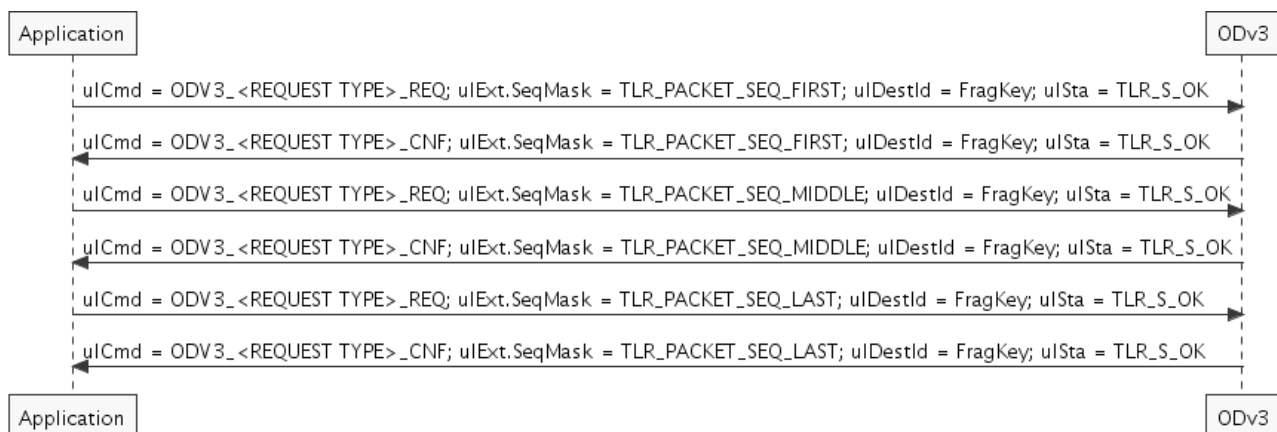 Application
ODv3
ulCmd = ODV3_<REQUEST TYPE>_REQ; ulExt.SeqMask = TLR_PACKET_SEQ_FIRST; ulDestId = FragKey; ulSta = TLR_S_OK
ulCmd = ODV3_<REQUEST TYPE>_CNF; ulExt.SeqMask = TLR_PACKET_SEQ_FIRST; ulDestId = FragKey; ulSta = TLR_S_OK
ulCmd = ODV3_<REQUEST TYPE>_REQ; ulExt.SeqMask = TLR_PACKET_SEQ_MIDDLE; ulDestId = FragKey; ulSta = TLR_S_OK
ulCmd = ODV3_<REQUEST TYPE>_CNF; ulExt.SeqMask = TLR_PACKET_SEQ_MIDDLE; ulDestId = FragKey; ulSta = TLR_S_OK
ulCmd = ODV3_<REQUEST TYPE>_REQ; ulExt.SeqMask = TLR_PACKET_SEQ_LAST; ulDestId = FragKey; ulSta = TLR_S_OK
ulCmd = ODV3_<REQUEST TYPE>_CNF; ulExt.SeqMask = TLR_PACKET_SEQ_LAST; ulDestId = FragKey; ulSta = TLR_S_OK
Application
ODv3